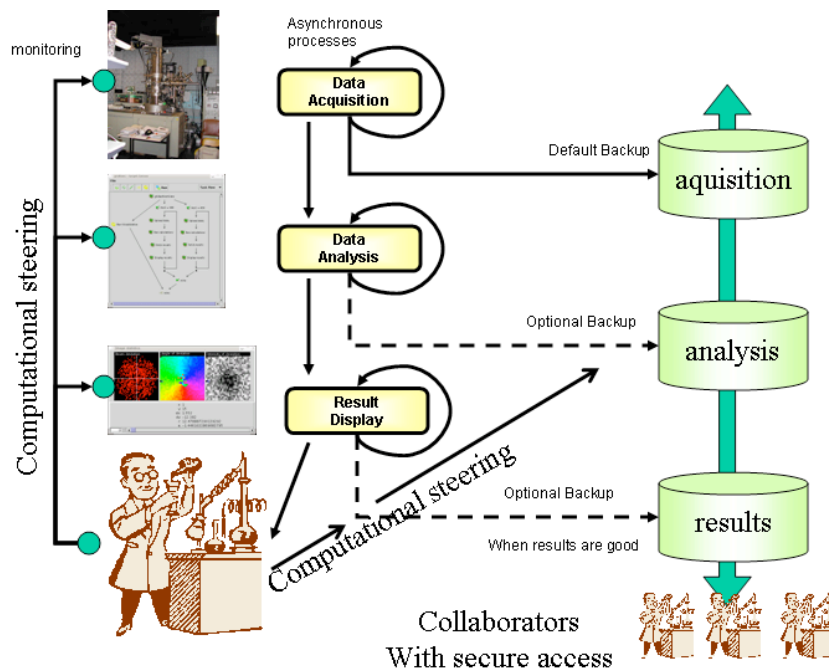 Asynchronous
processes
monitoring
Data
Acquisition
Default Backup
aquisition
Computational steering
Data
Analysis
Optional Backup
analysis
Result
Display
Computational steering
Optional Backup
results
When results are good
Collaborators
With secure access